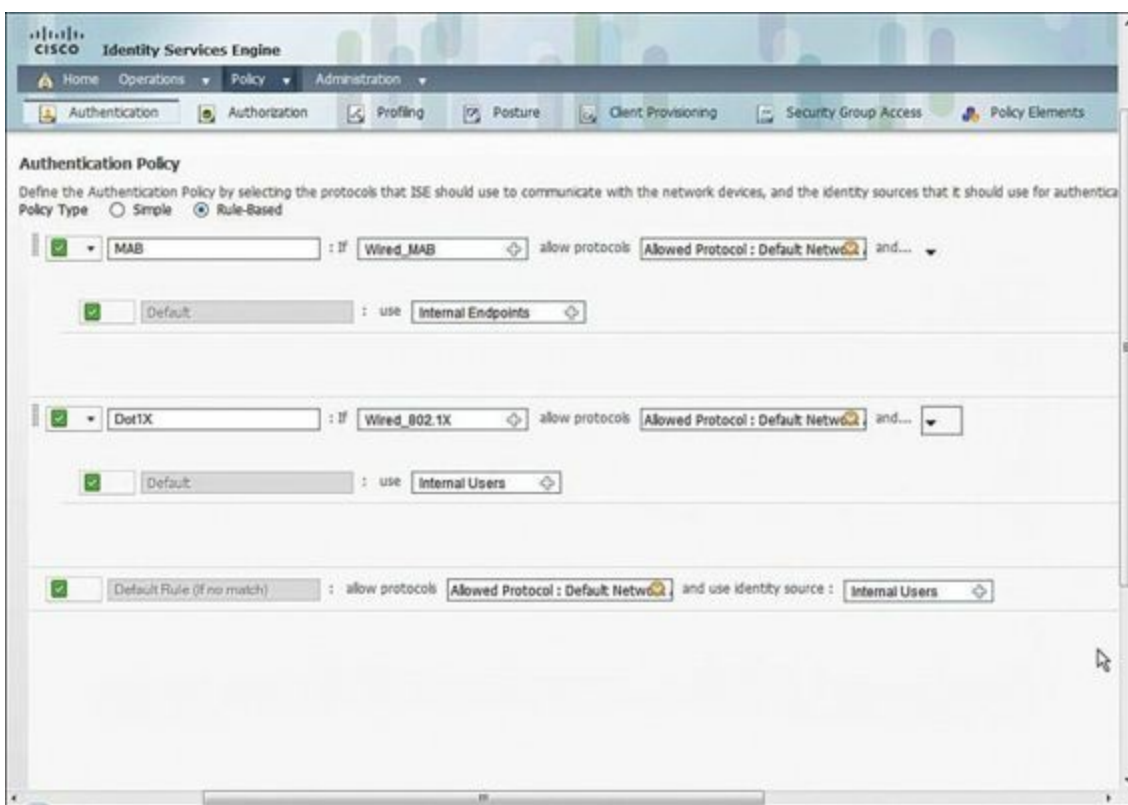 CISCO Identity Services Engine
Home Operations Policy Administration
Authentication Authorization Profiling Posture Client Provisioning Security Group Access Policy Elements
Authentication Policy
Define the Authentication Policy by selecting the protocols that ISE should use to communicate with the network devices, and the identity sources that it should use for authentica
Policy Type Simple Rule-Based
MAB : If Wired_MAB allow protocols Allowed Protocol : Default Netwo and...
Default : use Internal Endpoints
Dot1X : If Wired_802.1X allow protocols Allowed Protocol : Default Netwo and...
Default : use Internal Users
Default Rule (If no match) : allow protocols Allowed Protocol : Default Netwo and use identity source : Internal Users